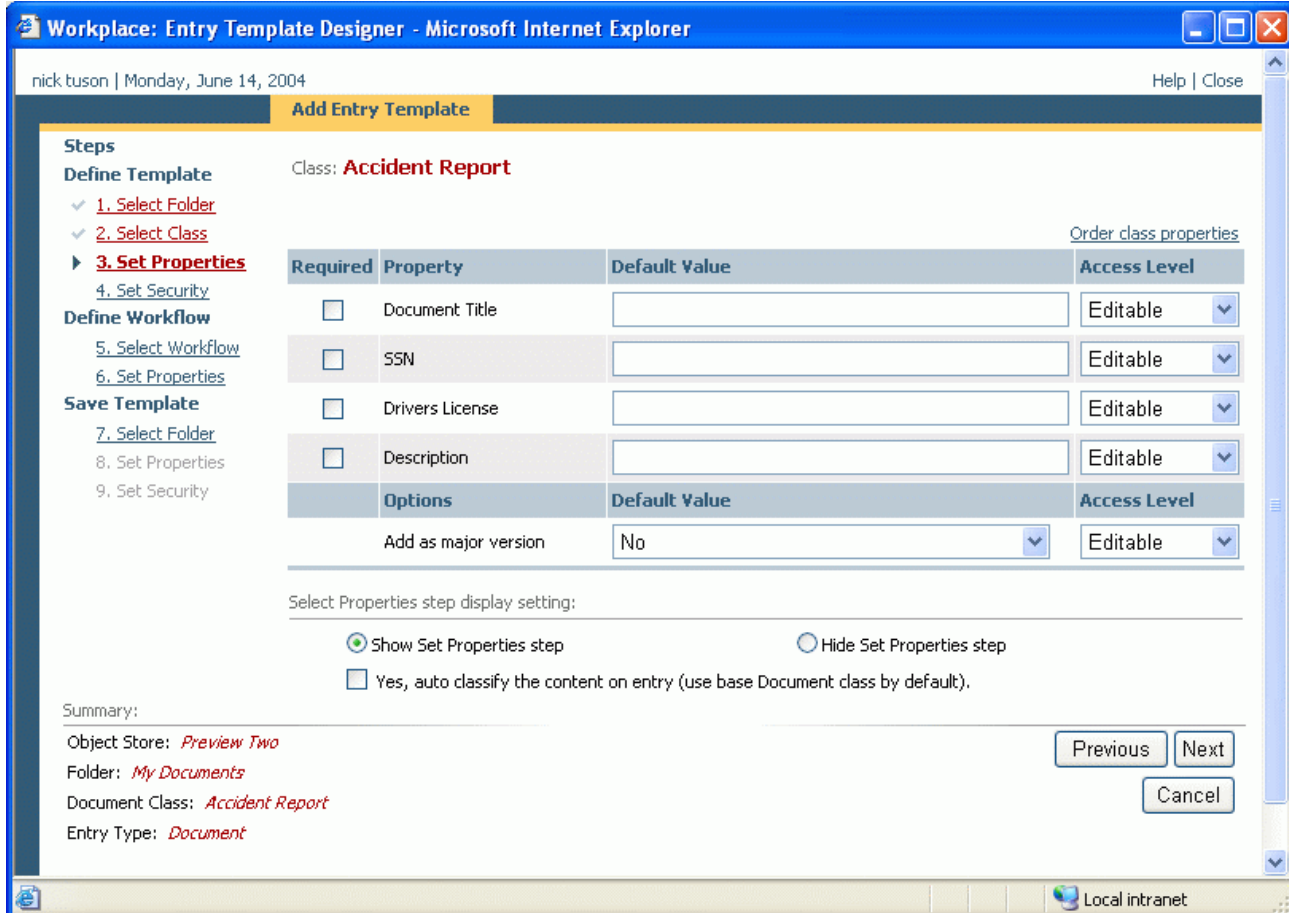 Workplace: Entry Template Designer - Microsoft Internet Explorer
nick tuson | Monday, June 14, 2004
Help | Close
Add Entry Template
Steps
Define Template
1. Select Folder
2. Select Class
3. Set Properties
4. Set Security
Define Workflow
5. Select Workflow
6. Set Properties
Save Template
7. Select Folder
8. Set Properties
9. Set Security
Class: Accident Report
Order class properties
Required Property Default Value Access Level
Document Title Editable
SSN Editable
Drivers License Editable
Description Editable
Options Default Value Access Level
Add as major version No Editable
Select Properties step display setting:
Show Set Properties step Hide Set Properties step
Yes, auto classify the content on entry (use base Document class by default).
Summary:
Object Store: Preview Two
Folder: My Documents
Document Class: Accident Report
Entry Type: Document
Previous Next
Cancel
Local intranet